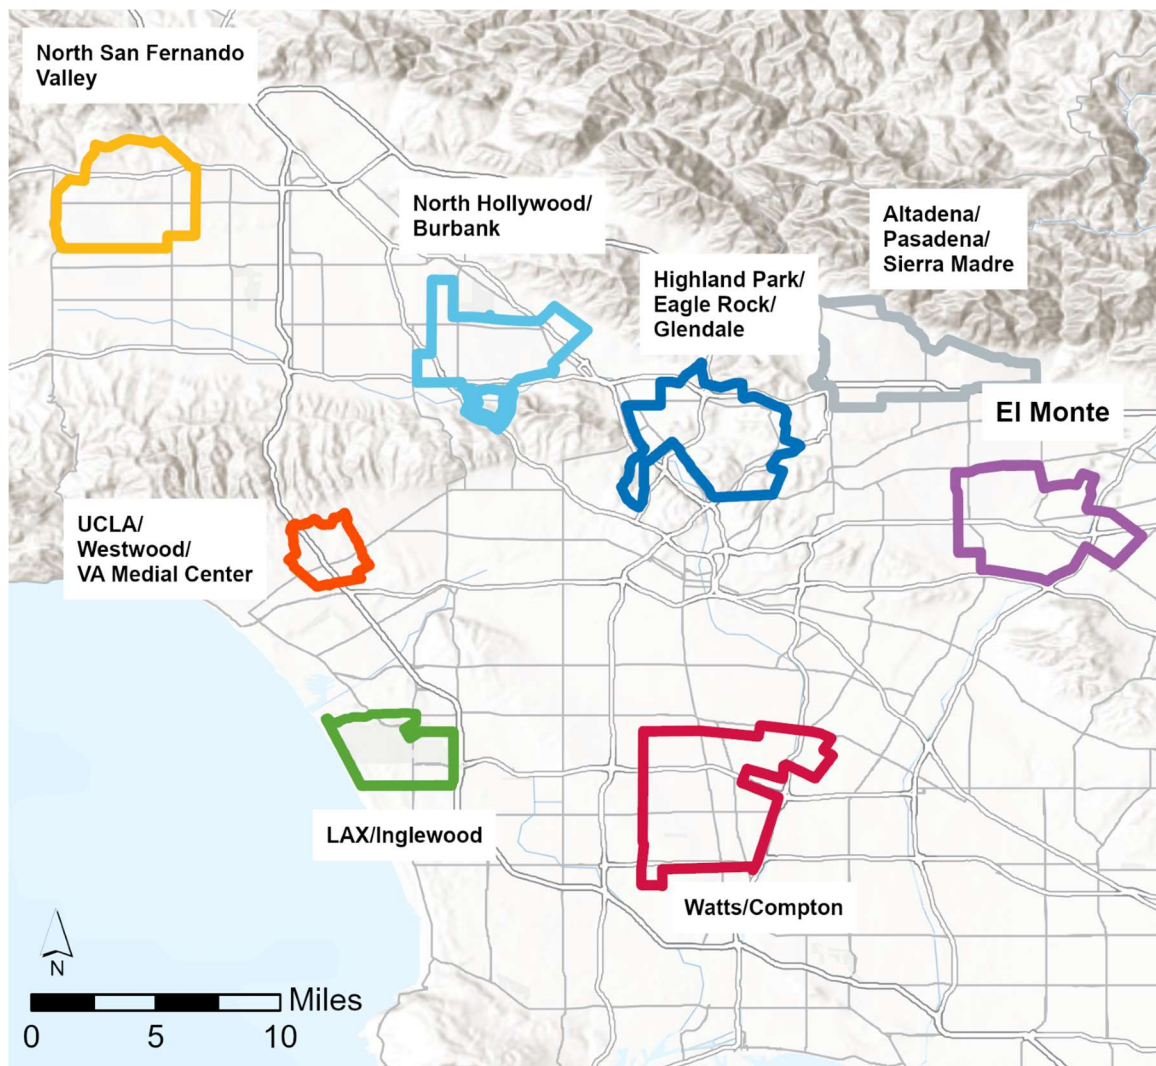 North San Fernando
Valley
North Hollywood/
Burbank
Altadena/
Pasadena/
Sierra Madre
Highland Park/
Eagle Rock/
Glendale
El Monte
UCLA/
Westwood/
VA Medial Center
LAX/Inglewood
Watts/Compton
N
Miles
0 5 10